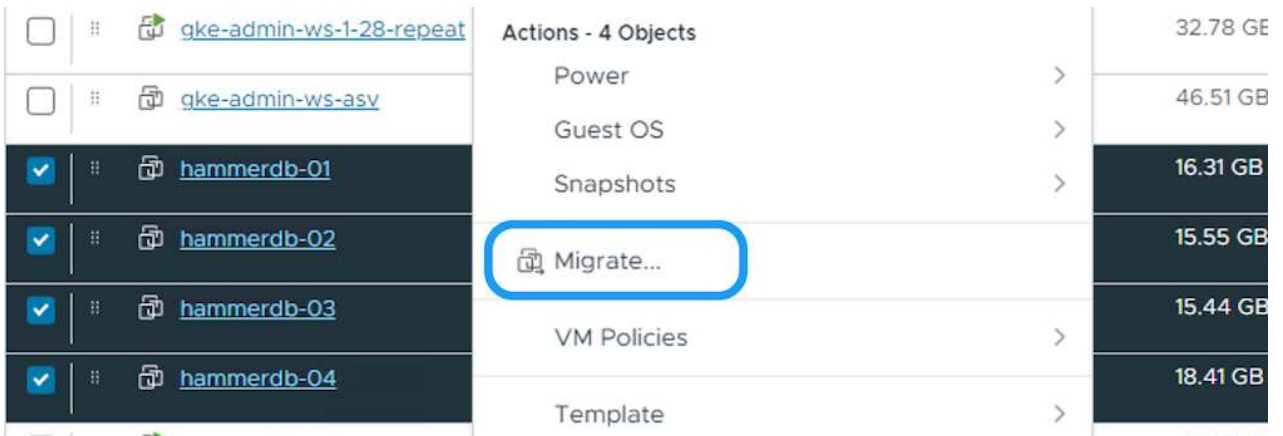 gke-admin-ws-1-28-repeat
Actions - 4 Objects
32.78 GB
Power
gke-admin-ws-asv
46.51 GB
Guest OS
hammerdb-01
16.31 GB
Snapshots
hammerdb-02
15.55 GB
Migrate...
hammerdb-03
15.44 GB
VM Policies
hammerdb-04
18.41 GB
Template